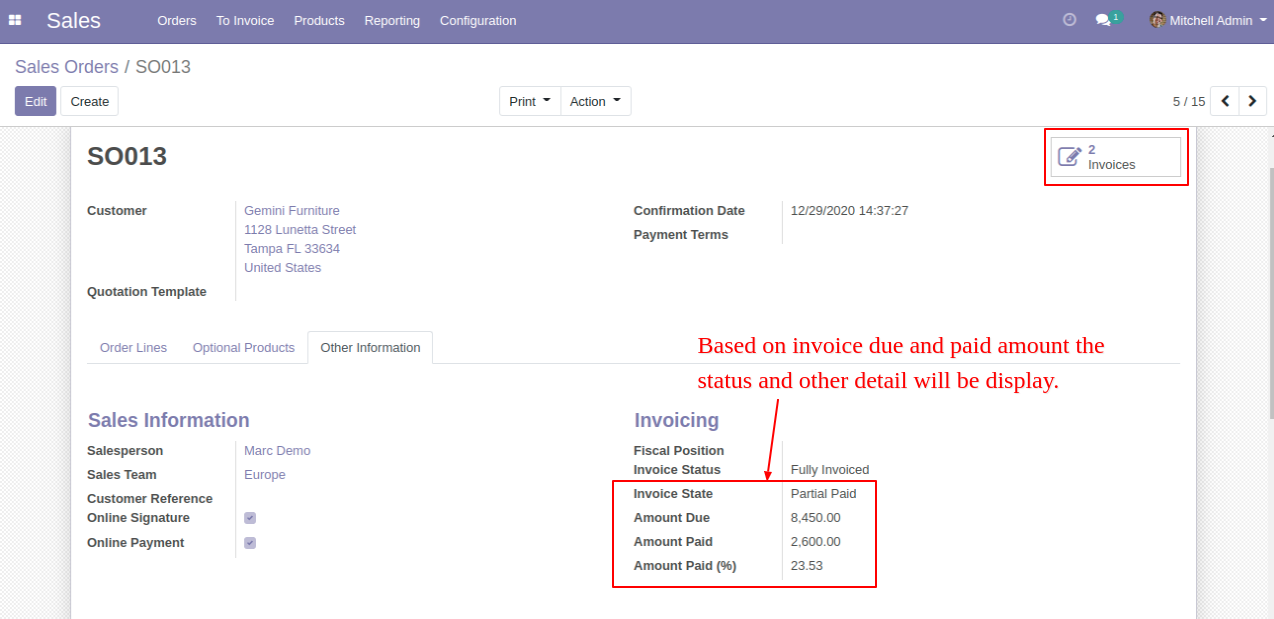 Sales Orders To Invoice Products Reporting Configuration 1 Mitchell Admin
Sales Orders / SO013
Edit Create Print Action 5 / 15
SO013
2
Invoices
Customer Gemini Furniture Confirmation Date 12/29/2020 14:37:27
1128 Lunetta Street
Payment Terms
Tampa FL 33634
United States
Quotation Template
Order Lines Optional Products Other Information
Based on invoice due and paid amount the
status and other detail will be display.
Sales Information Invoicing
Salesperson Marc Demo Fiscal Position
Invoice Status Fully Invoiced
Sales Team Europe
Customer Reference Invoice State Partial Paid
Online Signature Amount Due 8,450.00
Online Payment Amount Paid 2,600.00
Amount Paid (%) 23.53